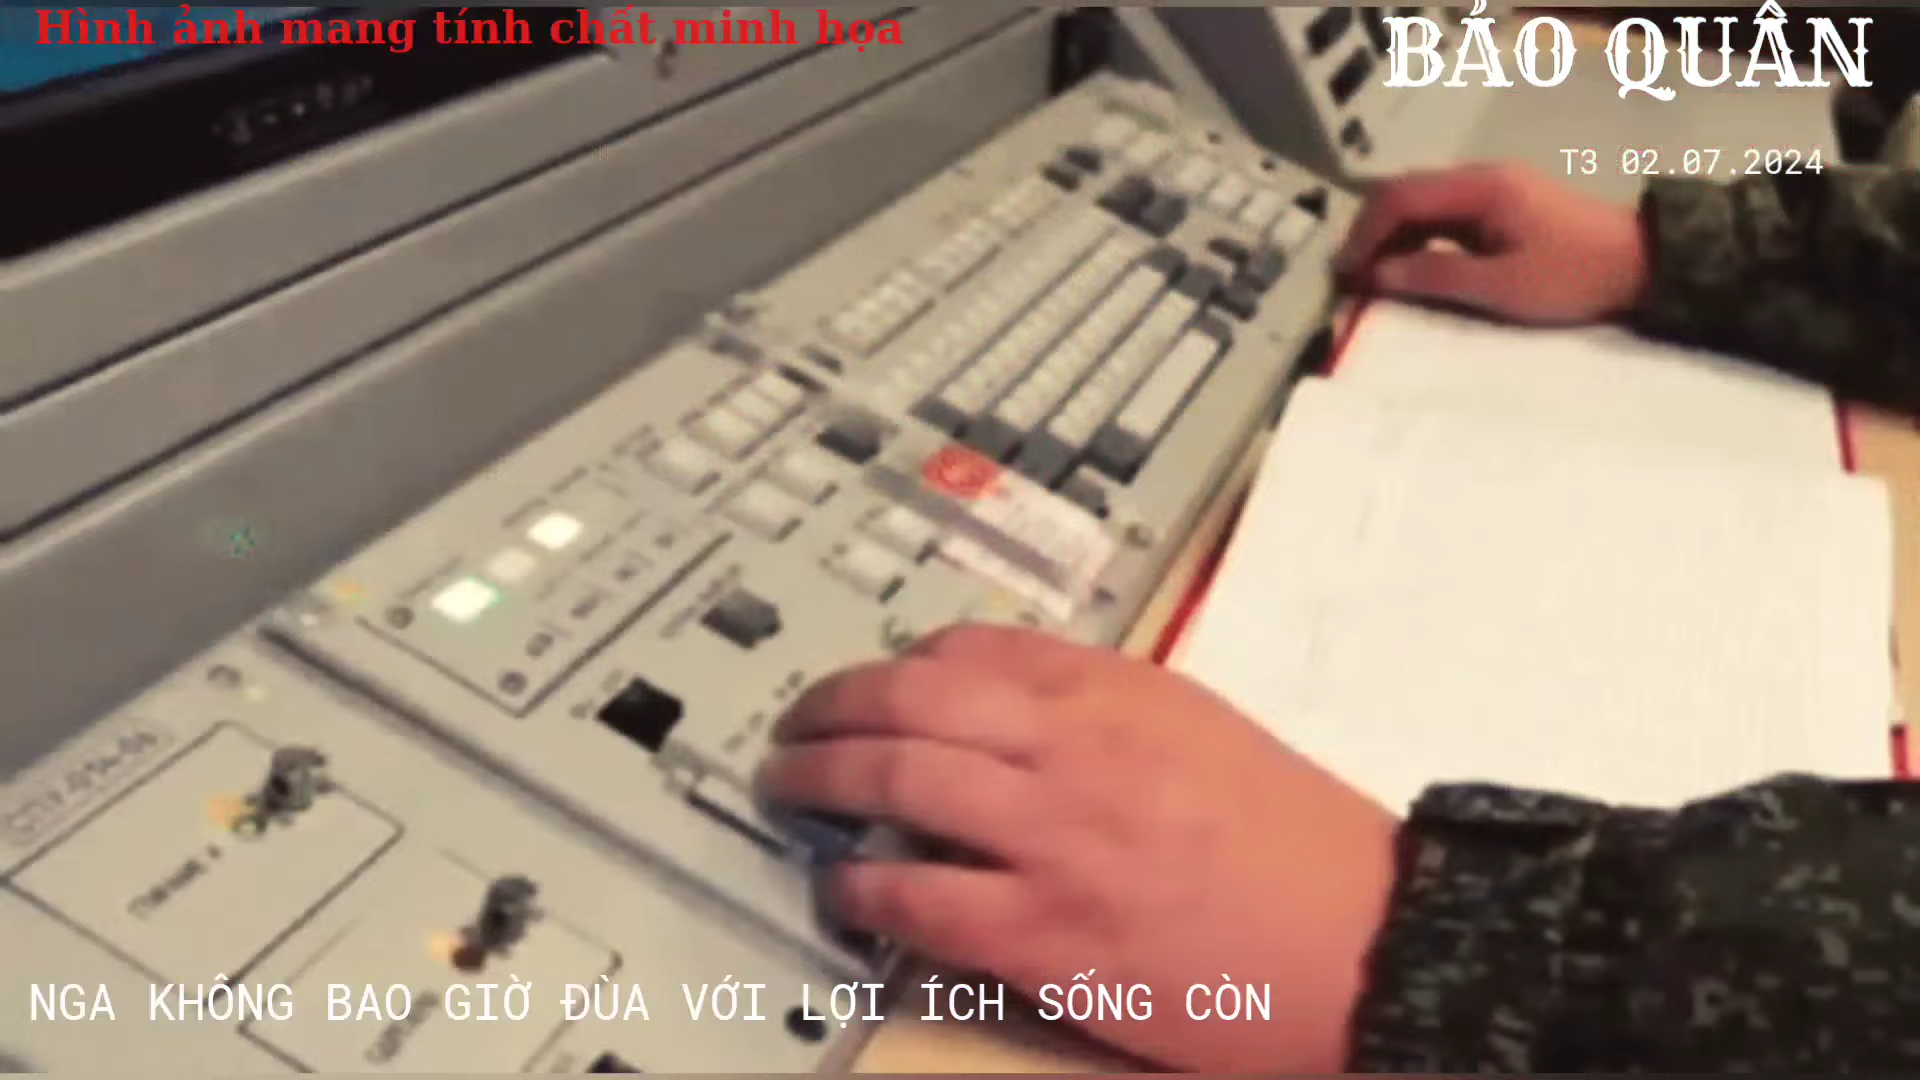 Hình ảnh mang tính chất minh họa
BẢO QUÂN
T3 02.07.2024
NGA KHÔNG BAO GIỜ ĐÙA VỚI LỢI ÍCH SỐNG CÒN